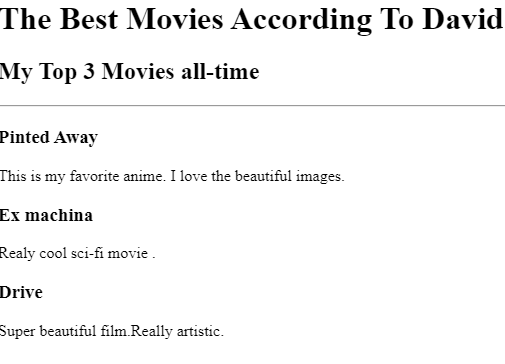 The Best Movies According To David
My Top 3 Movies all-time
Pinted Away
This is my favorite anime. I love the beautiful images.
Ex machina
Realy cool sci-fi movie .
Drive
Super beautiful film.Really artistic.